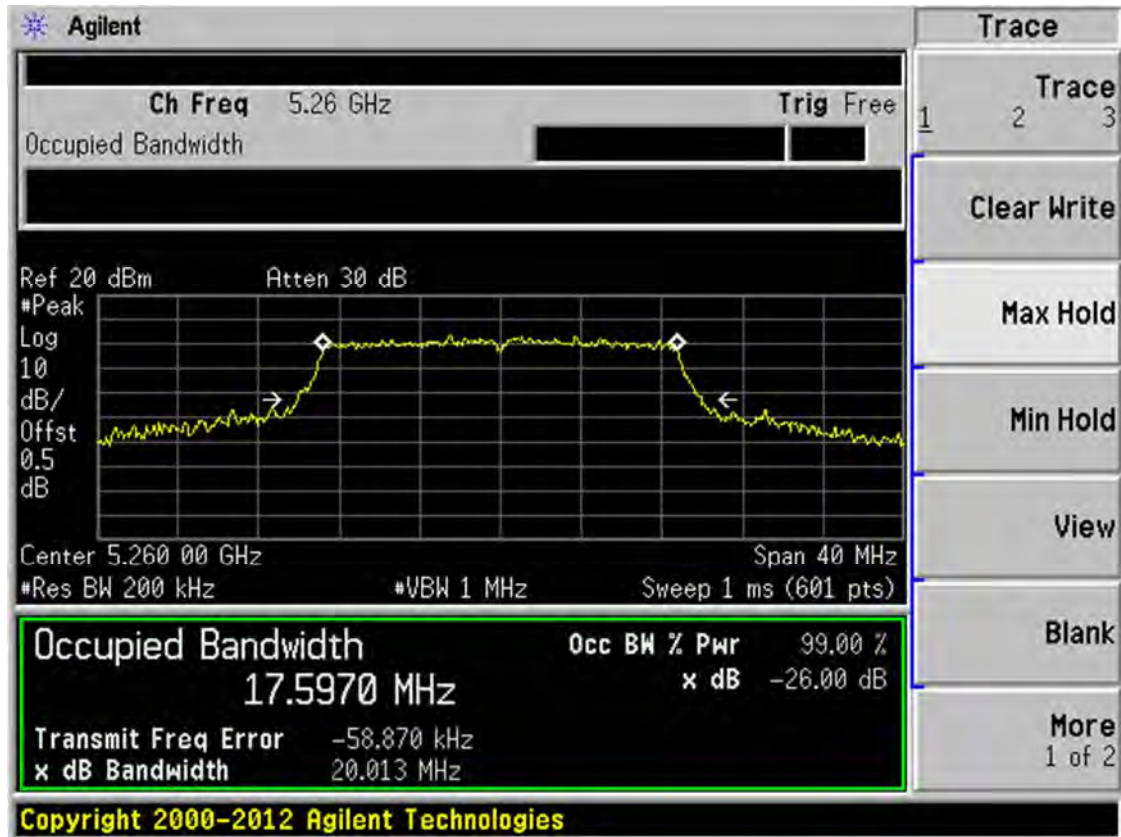 Agilent
Trace
Ch Freq 5.26 GHz Trig Free
Occupied Bandwidth
Trace
1 2 3
Clear Write
Ref 20 dBm Atten 30 dB
#Peak
Log
10
dB/
Offst
0.5
dB
Max Hold
Min Hold
View
Center 5.260 00 GHz Span 40 MHz
#Res BW 200 kHz #VBW 1 MHz Sweep 1 ms (601 pts)
Occupied Bandwidth
17.5970 MHz
Occ BW % Pwr 99.00 %
x dB -26.00 dB
Transmit Freq Error -58.870 kHz
x dB Bandwidth 20.013 MHz
Blank
More
1 of 2
Copyright 2000-2012 Agilent Technologies